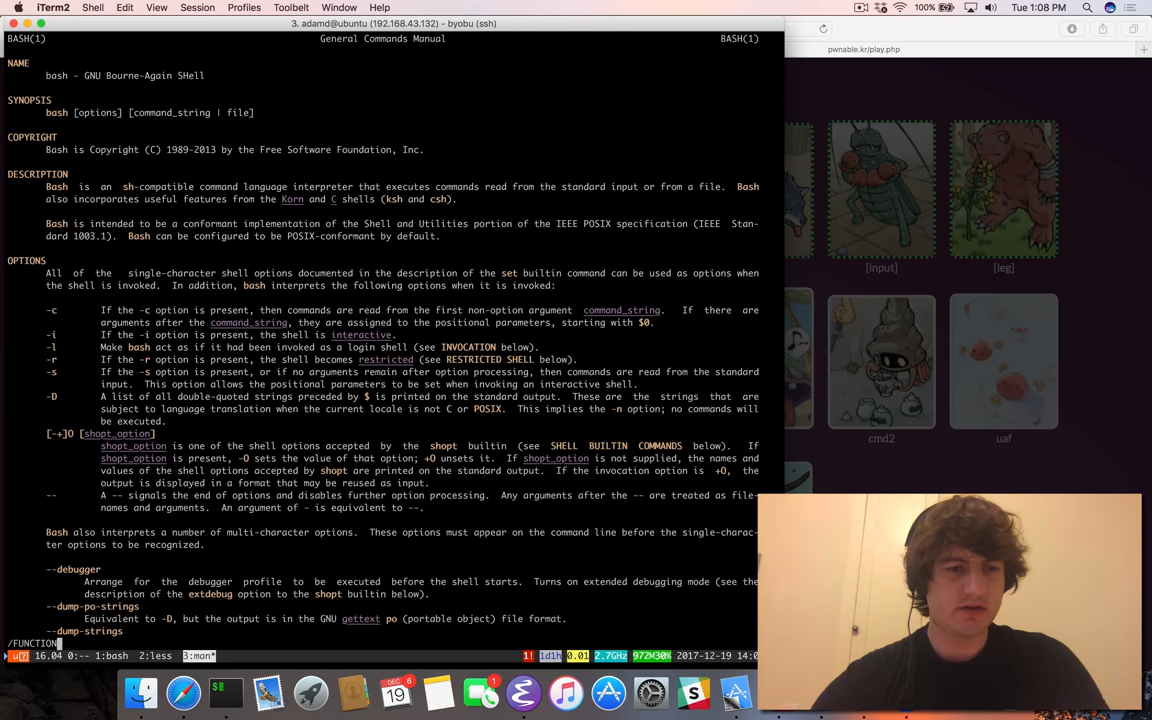 iTerm2 Shell Edit View Session Profiles Toolbelt Window Help 100% Tue 1:08 PM
3. adamd@ubuntu (192.168.43.132) - byobu (ssh)
pwnable.kr/play.php
BASH(1) General Commands Manual BASH(1)
NAME
bash - GNU Bourne-Again SHell
SYNOPSIS
bash [options] [command_string | file]
COPYRIGHT
Bash is Copyright (C) 1989-2013 by the Free Software Foundation, Inc.
DESCRIPTION
Bash is an sh-compatible command language interpreter that executes commands read from the standard input or from a file. Bash
also incorporates useful features from the Korn and C shells (ksh and csh).
Bash is intended to be a conformant implementation of the Shell and Utilities portion of the IEEE POSIX specification (IEEE Stan-
dard 1003.1). Bash can be configured to be POSIX-conformant by default.
OPTIONS
All of the single-character shell options documented in the description of the set builtin command can be used as options when
the shell is invoked. In addition, bash interprets the following options when it is invoked:
-c If the -c option is present, then commands are read from the first non-option argument command_string. If there are
arguments after the command_string, they are assigned to the positional parameters, starting with $0.
-i If the -i option is present, the shell is interactive.
-l Make bash act as if it had been invoked as a login shell (see INVOCATION below).
-r If the -r option is present, the shell becomes restricted (see RESTRICTED SHELL below).
-s If the -s option is present, or if no arguments remain after option processing, then commands are read from the standard
input. This option allows the positional parameters to be set when invoking an interactive shell.
-D A list of all double-quoted strings preceded by $ is printed on the standard output. These are the strings that are
subject to language translation when the current locale is not C or POSIX. This implies the -n option; no commands will
be executed.
[-+]O [shopt_option]
shopt_option is one of the shell options accepted by the shopt builtin (see SHELL BUILTIN COMMANDS below). If
shopt_option is present, -O sets the value of that option; +O unsets it. If shopt_option is not supplied, the names and
values of the shell options accepted by shopt are printed on the standard output. If the invocation option is +O, the
output is displayed in a format that may be reused as input.
-- A -- signals the end of options and disables further option processing. Any arguments after the -- are treated as file-
names and arguments. An argument of - is equivalent to --.
Bash also interprets a number of multi-character options. These options must appear on the command line before the single-charac-
ter options to be recognized.
--debugger
Arrange for the debugger profile to be executed before the shell starts. Turns on extended debugging mode (see the
description of the extdebug option to the shopt builtin below).
--dump-po-strings
Equivalent to -D, but the output is in the GNU gettext po (portable object) file format.
--dump-strings
/FUNCTION
16.04 0:-- 1:bash 2:less 3:man* 1! 1d1h 0.01 2.7GHz 972M30% 2017-12-19 14:0
[input] [leg]
cmd2 uaf
DEC 6
19
1